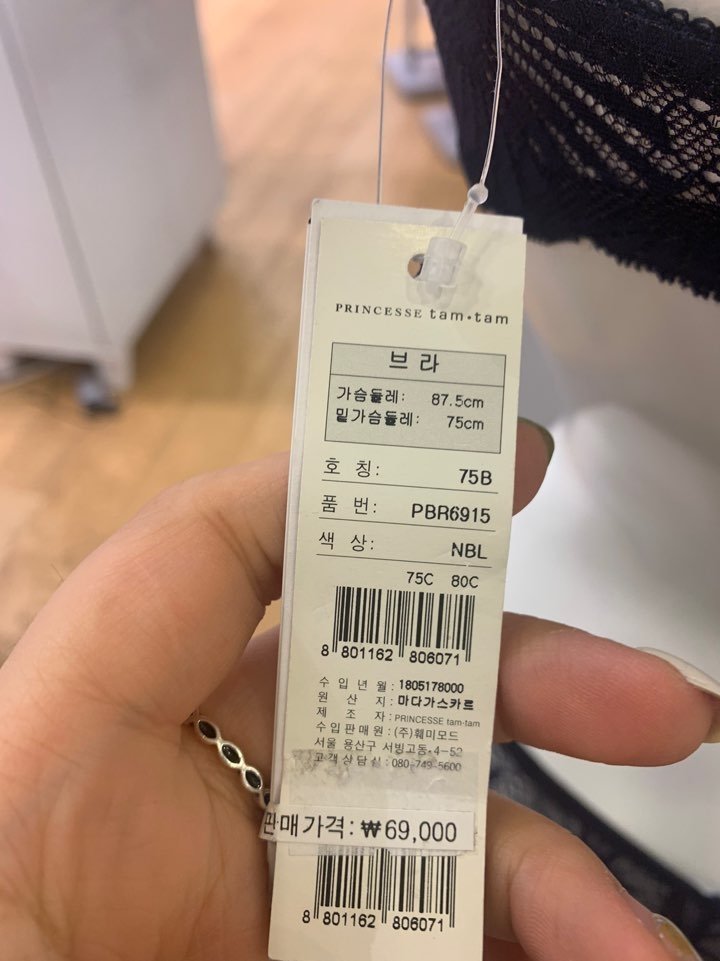 PRINCESSE tam•tam
브라
가슴둘레: 87.5cm
밑가슴둘레: 75cm
호 칭: 75B
품 번: PBR6915
색 상: NBL
75C 80C
8 801162 806071
수 입 년 월 : 1805178000
원 산 지 : 마다가스카르
제 조 자 : PRINCESSE tam·tam
수입판매원 : (주)훼미모드
서울 용산구 서빙고동 4-52
고객상담실 : 080-749-5600
판매가격: ₩69,000
8 801162 806071